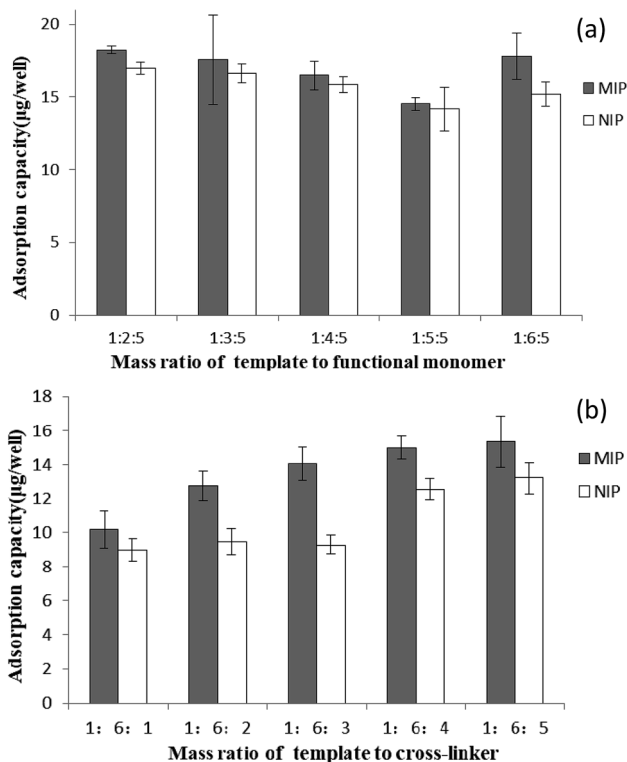 (a)
20
15
10
5
0
Adsorption capacity(μg/well)
MIP
NIP
1:2:5 1:3:5 1:4:5 1:5:5 1:6:5
Mass ratio of template to functional monomer
(b)
18
16
14
12
10
8
6
4
2
0
Adsorption capacity(μg/well)
MIP
NIP
1: 6: 1 1: 6: 2 1: 6: 3 1: 6: 4 1: 6: 5
Mass ratio of template to cross-linker